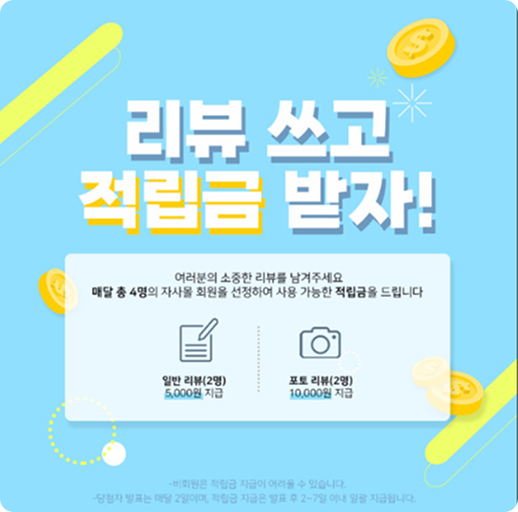 리뷰 쓰고
적립금 받자!
여러분의 소중한 리뷰를 남겨주세요
매달 총 4명의 자사몰 회원을 선정하여 사용 가능한 적립금을 드립니다
일반 리뷰(2명)
5,000원 지급
포토 리뷰(2명)
10,000원 지급
-비회원은 적립금 지급이 어려울 수 있습니다.
-당첨자 발표는 매달 2일이며, 적립금 지급은 발표 후 2~7일 이내 일괄 지급됩니다.